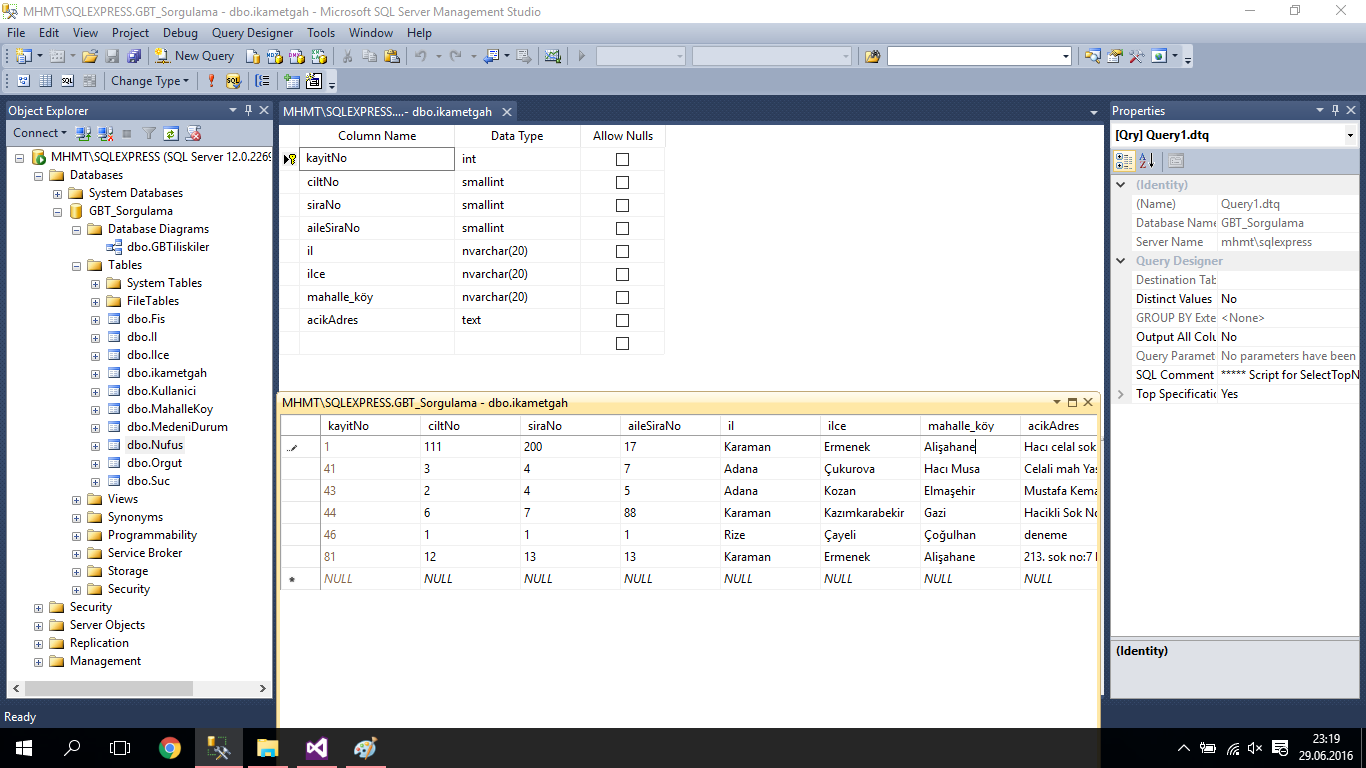 MHMT\SQLEXPRESS.GBT_Sorgulama - dbo.ikametgah - Microsoft SQL Server Management Studio
File Edit View Project Debug Query Designer Tools Window Help
New Query
Change Type
Object Explorer
Connect
MHMT\SQLEXPRESS (SQL Server 12.0.2269
Databases
System Databases
GBT_Sorgulama
Database Diagrams
dbo.GBTiliskiler
Tables
System Tables
FileTables
dbo.Fis
dbo.Il
dbo.Ilce
dbo.ikametgah
dbo.Kullanici
dbo.MahalleKoy
dbo.MedeniDurum
dbo.Nufus
dbo.Orgut
dbo.Suc
Views
Synonyms
Programmability
Service Broker
Storage
Security
Security
Server Objects
Replication
Management
MHMT\SQLEXPRESS....- dbo.ikametgah
Column Name Data Type Allow Nulls
kayitNo int
ciltNo smallint
siraNo smallint
aileSiraNo smallint
il nvarchar(20)
ilce nvarchar(20)
mahalle_köy nvarchar(20)
acikAdres text
MHMT\SQLEXPRESS.GBT_Sorgulama - dbo.ikametgah
kayitNo ciltNo siraNo aileSiraNo il ilce mahalle_köy acikAdres
1 111 200 17 Karaman Ermenek Alişahane Hacı celal sok
41 3 4 7 Adana Çukurova Hacı Musa Celali mah Yas
43 2 4 5 Adana Kozan Elmaşehir Mustafa Kema
44 6 7 88 Karaman Kazımkarabekir Gazi Hacikli Sok No
46 1 1 1 Rize Çayeli Çoğulhan deneme
81 12 13 13 Karaman Ermenek Alişahane 213. sok no:7
NULL NULL NULL NULL NULL NULL NULL NULL
Properties
[Qry] Query1.dtq
(Identity)
(Name) Query1.dtq
Database Name GBT_Sorgulama
Server Name mhmt\sqlexpress
Query Designer
Destination Tab
Distinct Values No
GROUP BY Exte <None>
Output All Colu No
Query Paramet No parameters have been
SQL Comment ***** Script for SelectTopN
Top Specificatio Yes
(Identity)
Ready
23:19
29.06.2016